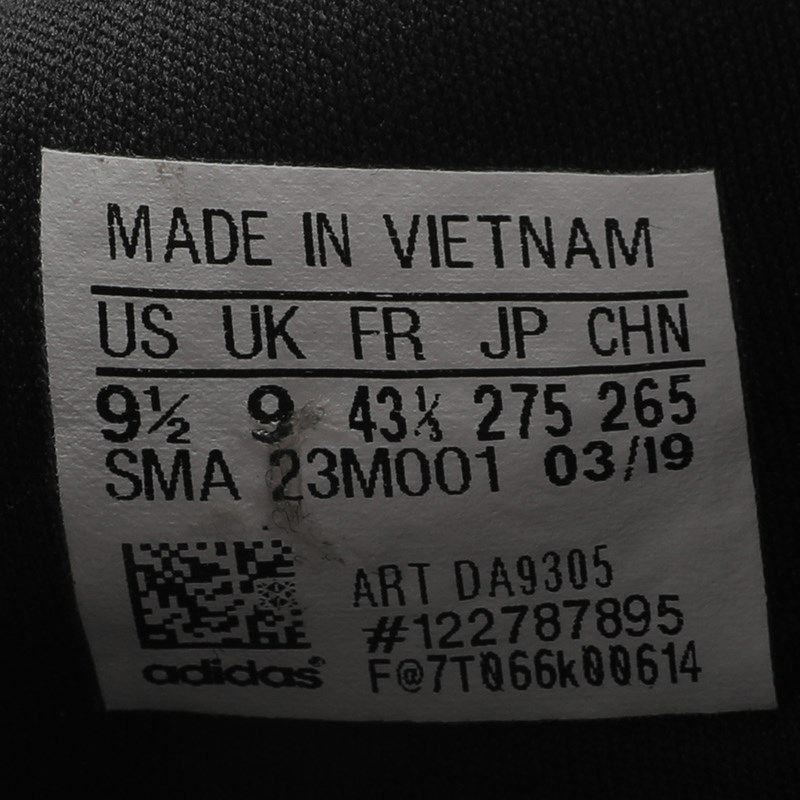 MADE IN VIETNAM
US UK FR JP CHN
9½ 9 43⅓ 275 265
SMA 23M001 03/19
ART DA9305
#122787895
adidas® F@7T066k00614